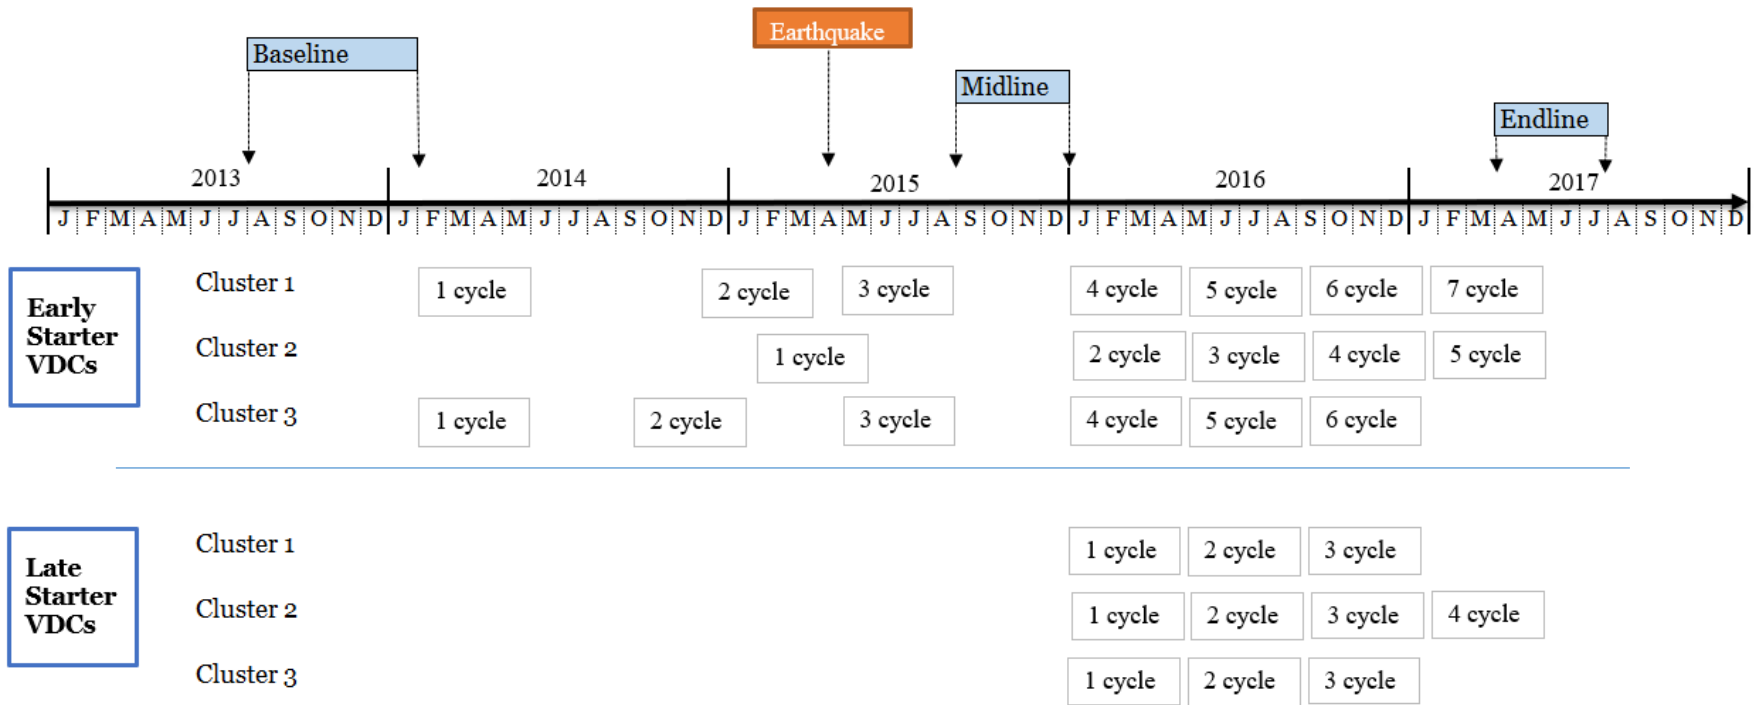 Earthquake
Baseline
Midline
Endline
2013 2014 2015 2016 2017
J F M A M J J A S O N D J F M A M J J A S O N D J F M A M J J A S O N D J F M A M J J A S O N D J F M A M J J A S O N D
Early
Starter
VDCs
Cluster 1 1 cycle 2 cycle 3 cycle 4 cycle 5 cycle 6 cycle 7 cycle
Cluster 2 1 cycle 2 cycle 3 cycle 4 cycle 5 cycle
Cluster 3 1 cycle 2 cycle 3 cycle 4 cycle 5 cycle 6 cycle
Late
Starter
VDCs
Cluster 1 1 cycle 2 cycle 3 cycle
Cluster 2 1 cycle 2 cycle 3 cycle 4 cycle
Cluster 3 1 cycle 2 cycle 3 cycle